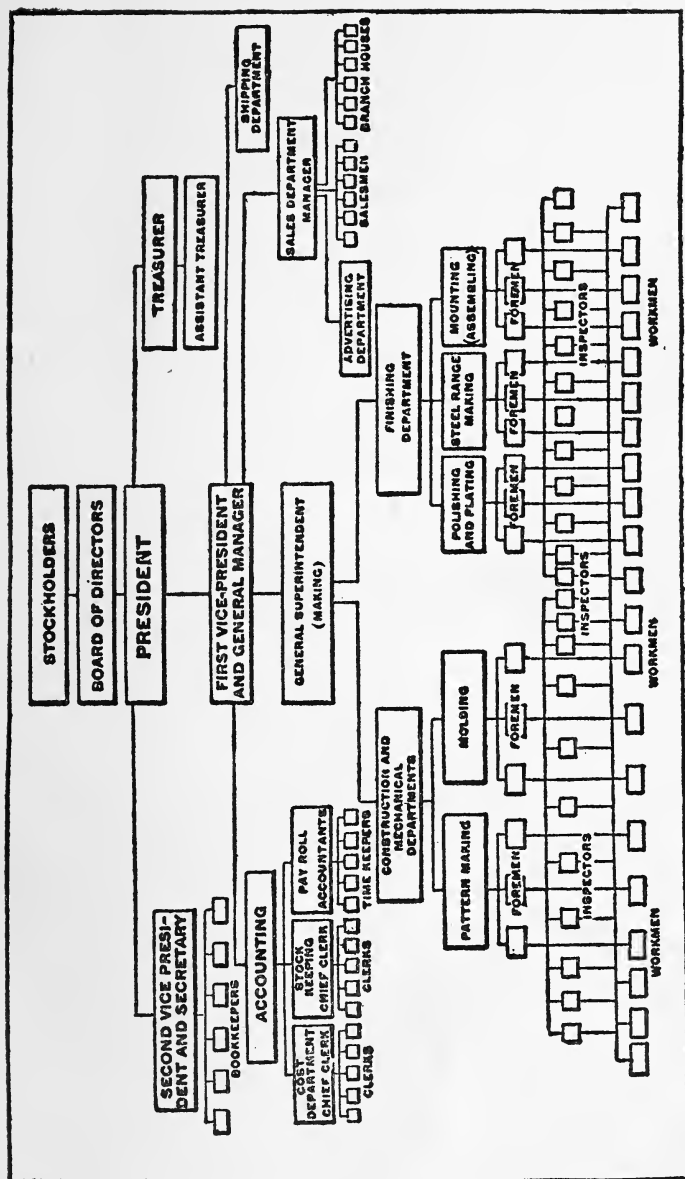 STOCKHOLDERS
BOARD OF DIRECTORS
PRESIDENT
SECOND VICE PRESI-
DENT AND SECRETARY
BOOKKEEPERS
TREASURER
ASSISTANT TREASURER
FIRST VICE-PRESIDENT
AND GENERAL MANAGER
SHIPPING
DEPARTMENT
ACCOUNTING
COST
DEPARTMENT
CHIEF CLERK
CLERKS
STOCK
KEEPING
CHIEF CLERK
CLERKS
PAY ROLL
ACCOUNTANTS
TIME KEEPERS
GENERAL SUPERINTENDENT
(MAKING)
SALES DEPARTMENT
MANAGER
ADVERTISING
DEPARTMENT
SALESMEN
BRANCH HOUSES
CONSTRUCTION AND
MECHANICAL
DEPARTMENTS
FINISHING
DEPARTMENT
PATTERN MAKING
FOREMEN
MOLDING
FOREMEN
POLISHING
AND PLATING
FOREMEN
STEEL RANGE
MAKING
FOREMEN
MOUNTING
(ASSEMBLING)
FOREMEN
INSPECTORS
INSPECTORS
INSPECTORS
WORKMEN
WORKMEN
WORKMEN